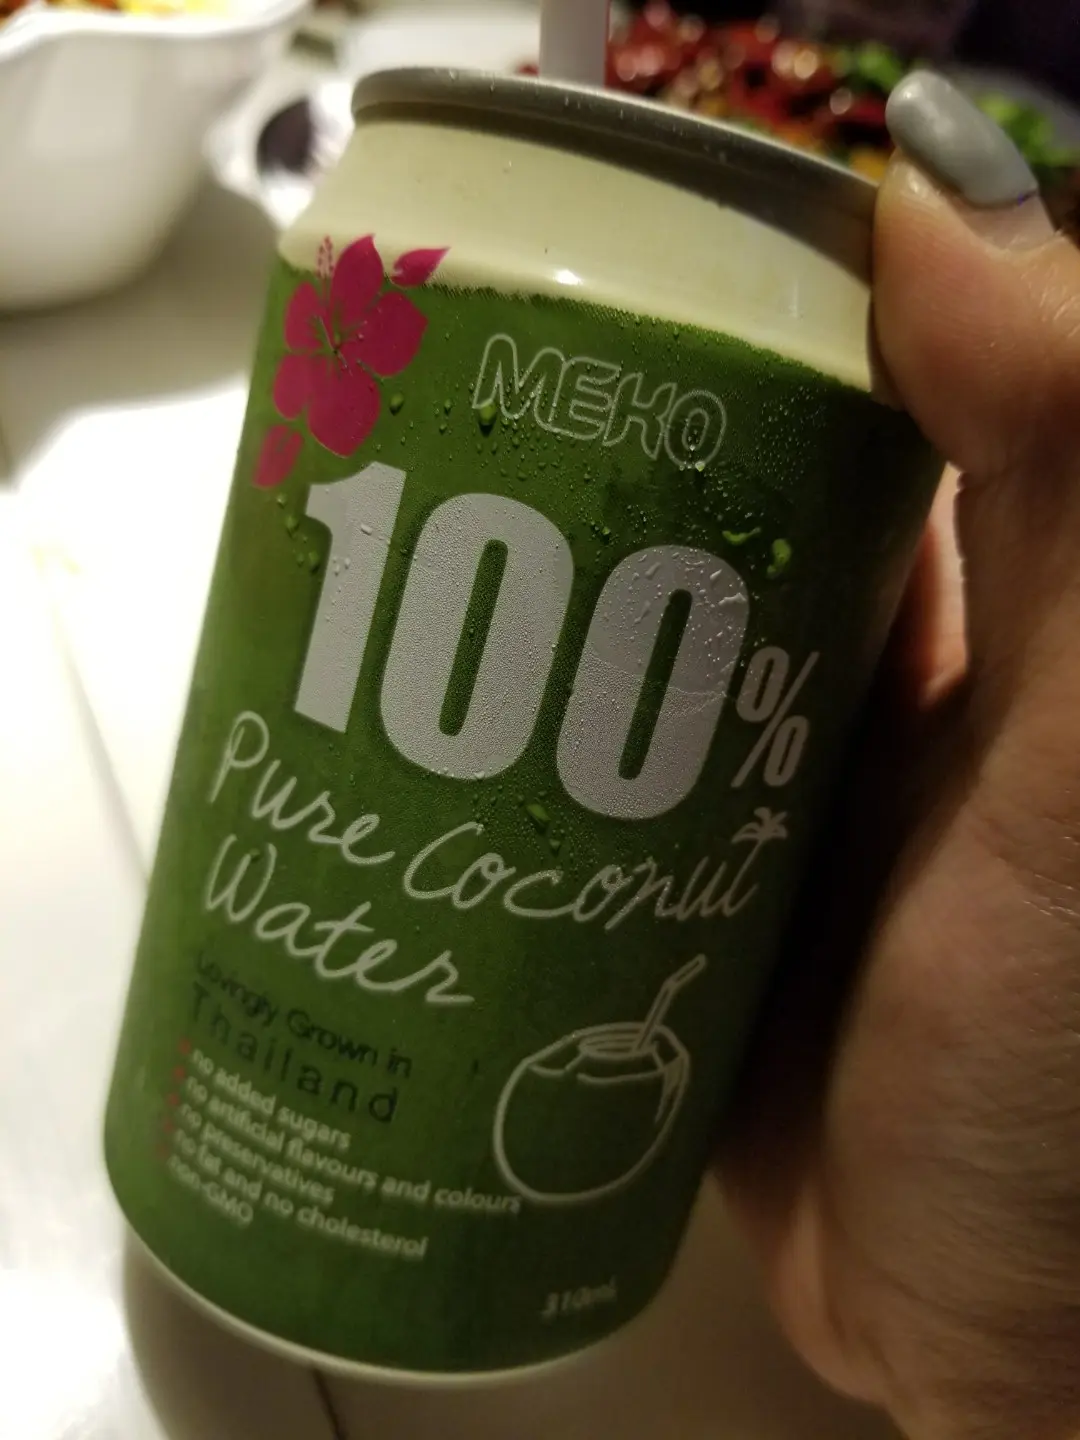 MEKO
100%
Pure Coconut
Water
Lovingly Grown in
Thailand
no added sugars
no artificial flavours and colours
no preservatives
no fat and no cholesterol
non-GMO
310mL